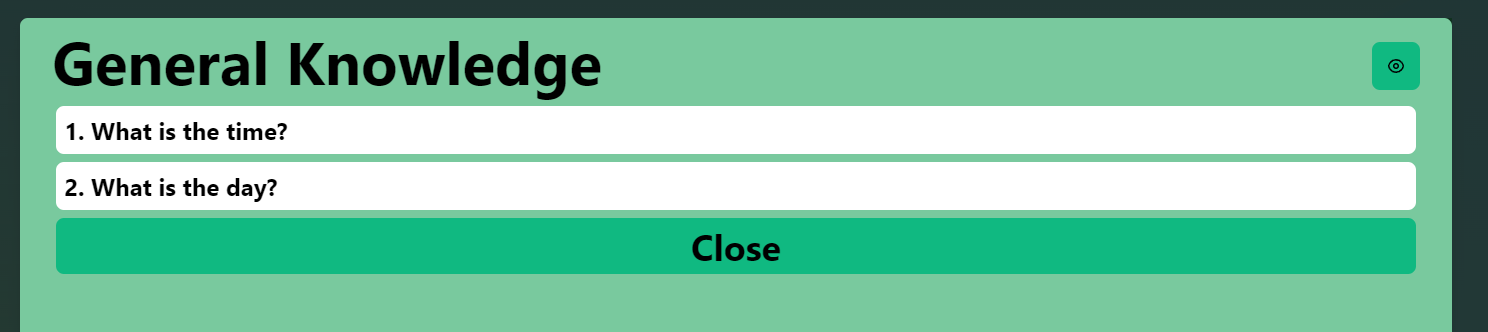 General Knowledge
1. What is the time?
2. What is the day?
Close